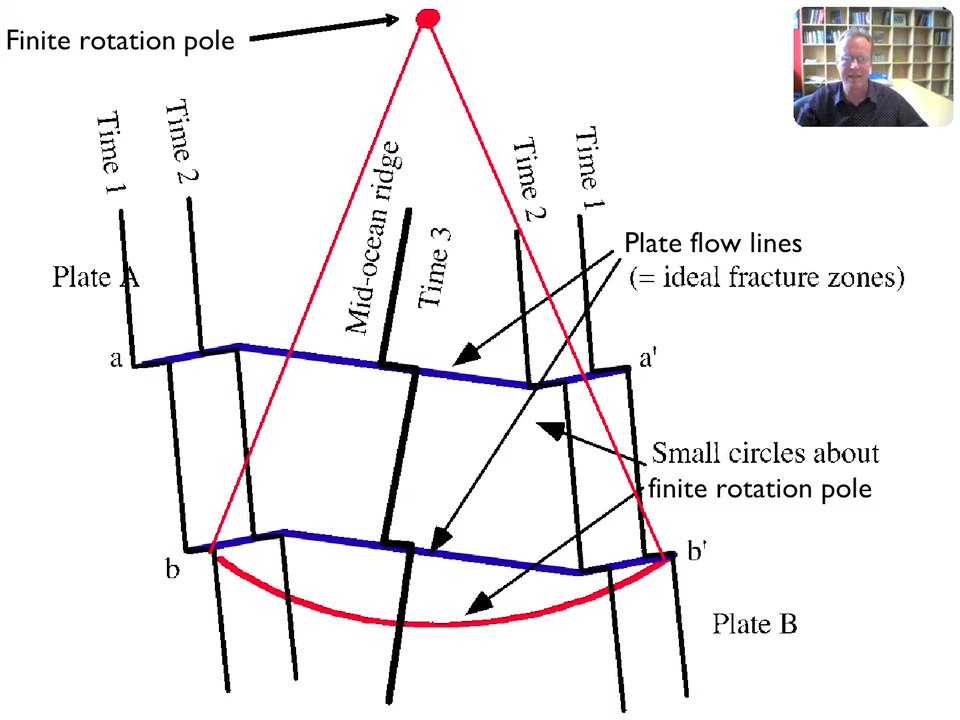 Finite rotation pole
Time 1
Time 2
Mid-ocean ridge
Time 3
Time 2
Time 1
Plate flow lines
(= ideal fracture zones)
Plate A
a
a'
Small circles about
finite rotation pole
b
b'
Plate B